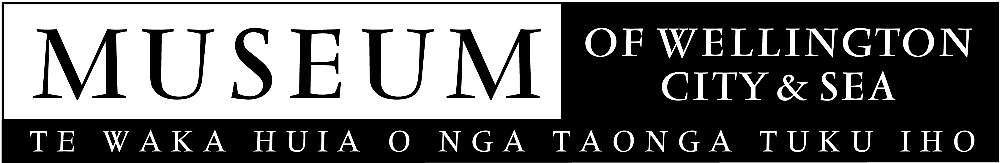 MUSEUM
OF WELLINGTON
CITY & SEA
TE WAKA HUIA O NGA TAONGA TUKU IHO